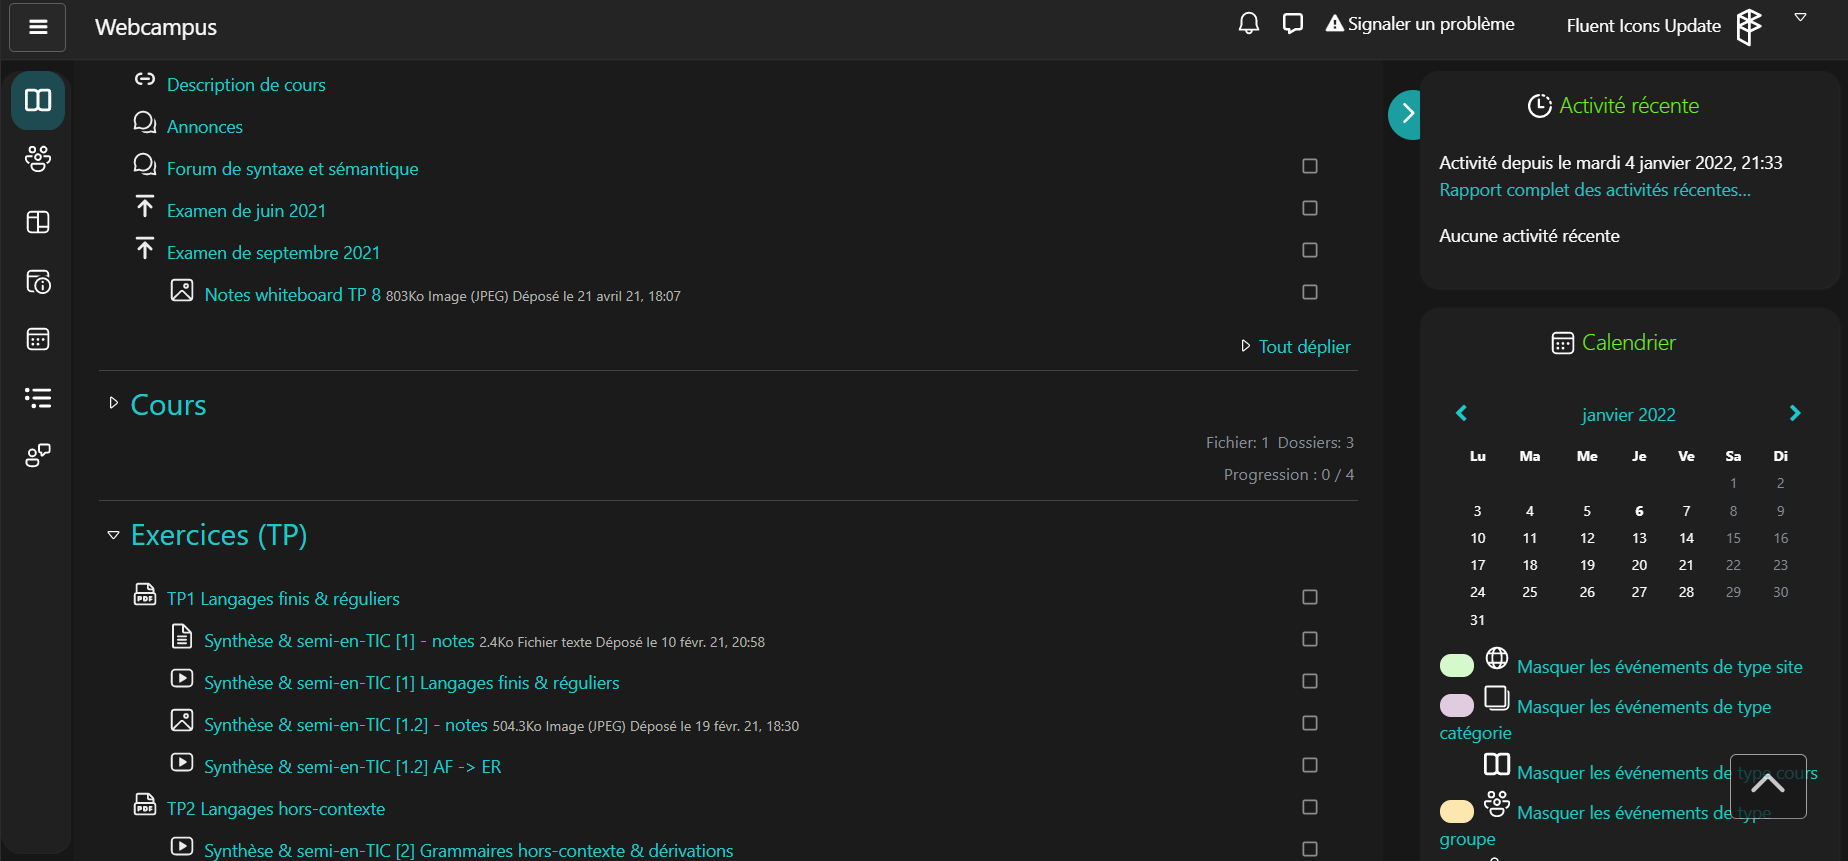 Webcampus
Signaler un problème
Fluent Icons Update
Description de cours
Annonces
Forum de syntaxe et sémantique
Examen de juin 2021
Examen de septembre 2021
Notes whiteboard TP 8 803Ko Image (JPEG) Déposé le 21 avril 21, 18:07
Tout déplier
Cours
Fichier: 1 Dossiers: 3
Progression : 0 / 4
Exercices (TP)
PDF TP1 Langages finis & réguliers
Synthèse & semi-en-TIC [1] - notes 2.4Ko Fichier texte Déposé le 10 févr. 21, 20:58
Synthèse & semi-en-TIC [1] Langages finis & réguliers
Synthèse & semi-en-TIC [1.2] - notes 504.3Ko Image (JPEG) Déposé le 19 févr. 21, 18:30
Synthèse & semi-en-TIC [1.2] AF -> ER
PDF TP2 Langages hors-contexte
Synthèse & semi-en-TIC [2] Grammaires hors-contexte & dérivations
Activité récente
Activité depuis le mardi 4 janvier 2022, 21:33
Rapport complet des activités récentes...
Aucune activité récente
Calendrier
janvier 2022
Lu Ma Me Je Ve Sa Di
1 2
3 4 5 6 7 8 9
10 11 12 13 14 15 16
17 18 19 20 21 22 23
24 25 26 27 28 29 30
31
Masquer les événements de type site
Masquer les événements de type
catégorie
Masquer les événements de type cours
Masquer les événements de type
groupe